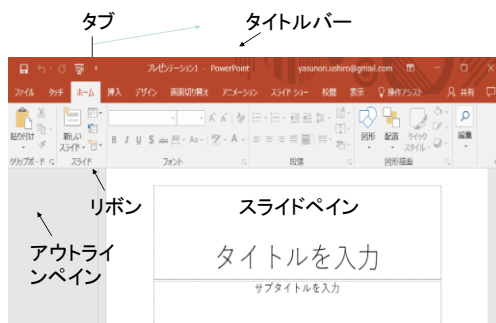 タブ タイトルバー
プレゼンテーション1 - PowerPoint yasunori.ushiro@gmail.com
ファイル タッチ ホーム 挿入 デザイン 画面切り替え アニメーション スライド ショー 校閲 表示 操作アシスト 共有
貼り付け 新しい スライド B I U S abc AV Aa A A A 図形 配置 クイック スタイル 編集
クリップボード スライド フォント 段落 図形描画
リボン スライドペイン
アウトライ
ンペイン
タイトルを入力
サブタイトルを入力